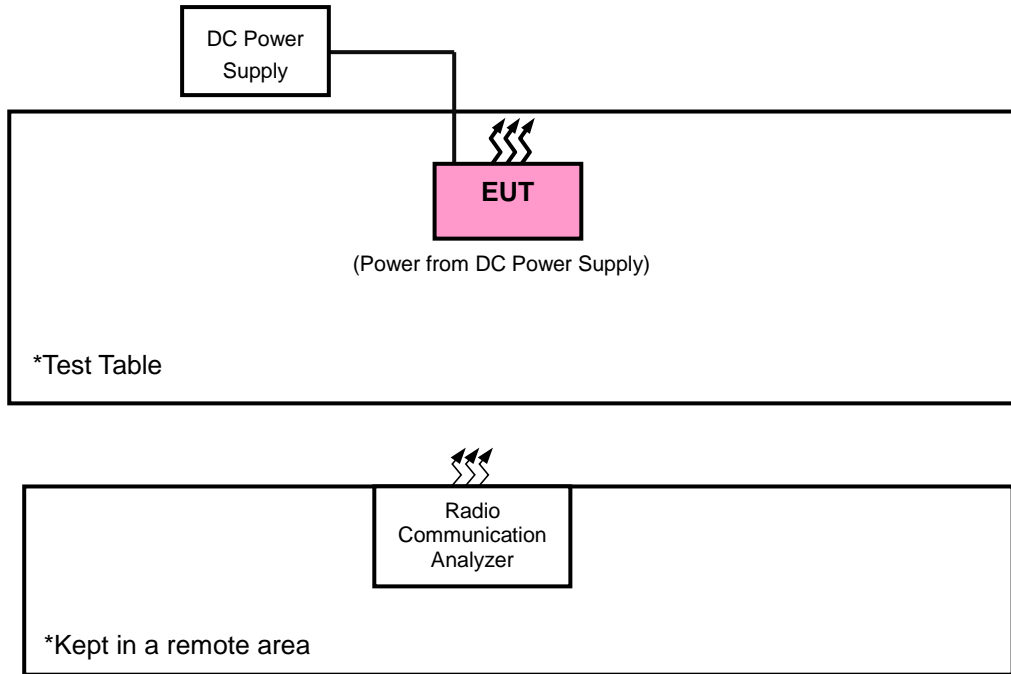 DC Power
Supply
EUT
(Power from DC Power Supply)
*Test Table
Radio
Communication
Analyzer
*Kept in a remote area